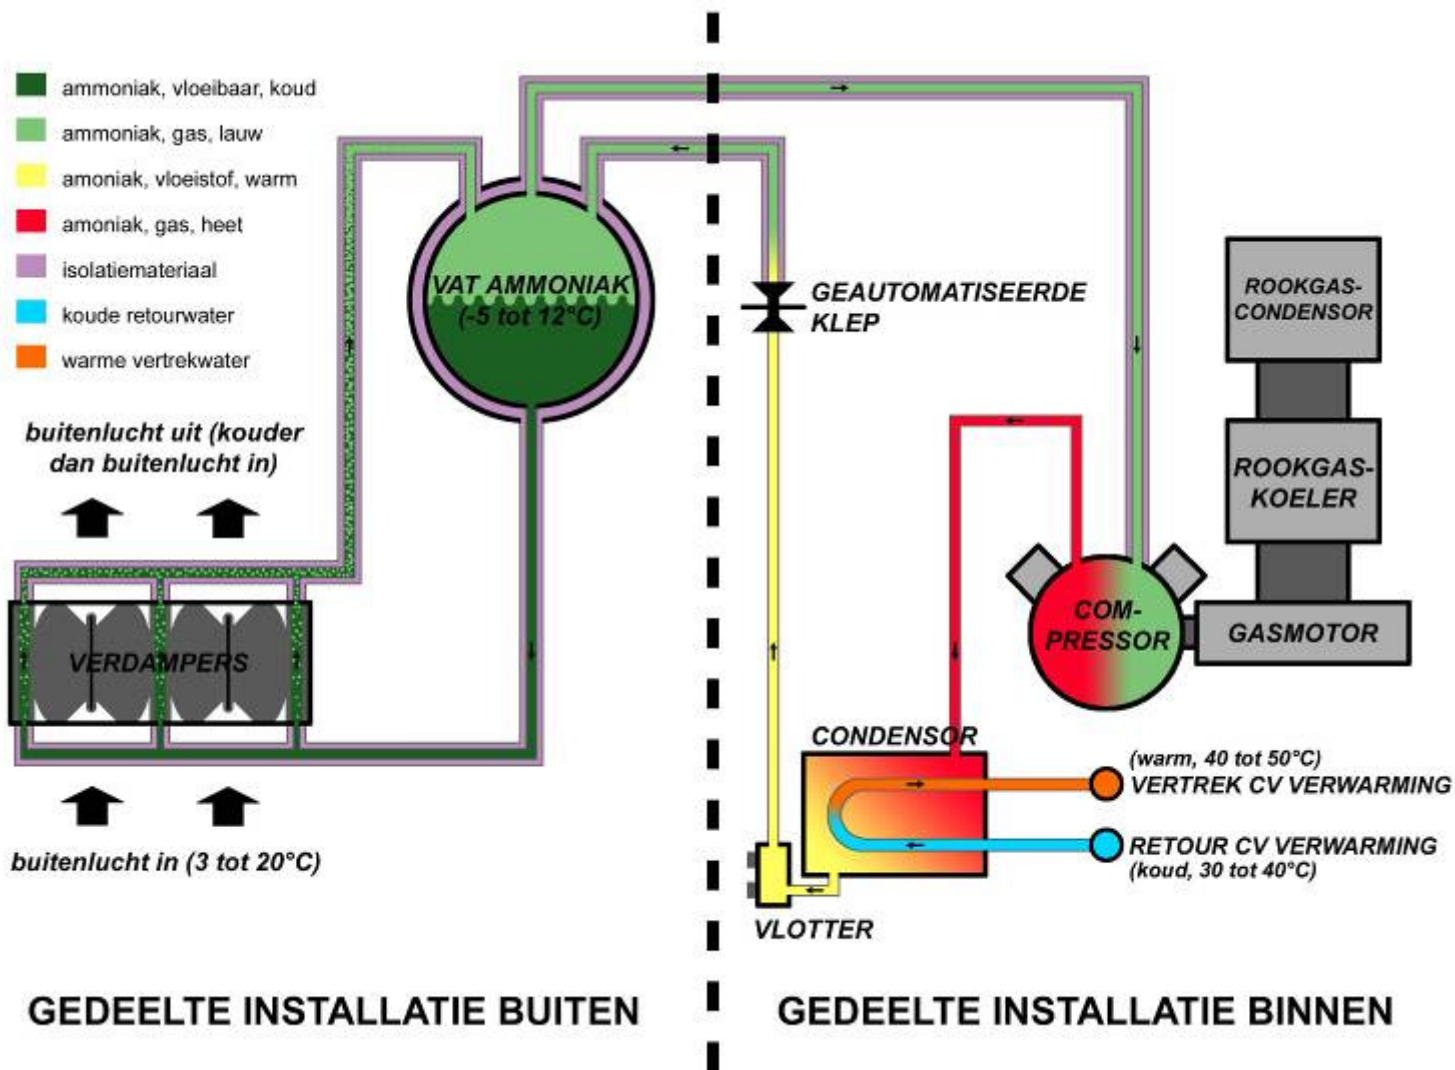 ammoniak, vloeibaar, koud
ammoniak, gas, lauw
amoniak, vloeistof, warm
amoniak, gas, heet
isolatiemateriaal
koude retourwater
warme vertrekwater
buitenlucht uit (kouder
dan buitenlucht in)
VAT AMMONIAK
(-5 tot 12°C)
GEAUTOMATISEERDE
KLEP
ROOKGAS-
CONDENSOR
ROOKGAS-
KOELER
COM-
PRESSOR
GASMOTOR
VERDAMPERS
CONDENSOR
(warm, 40 tot 50°C)
VERTREK CV VERWARMING
RETOUR CV VERWARMING
(koud, 30 tot 40°C)
buitenlucht in (3 tot 20°C)
VLOTTER
GEDEELTE INSTALLATIE BUITEN
GEDEELTE INSTALLATIE BINNEN